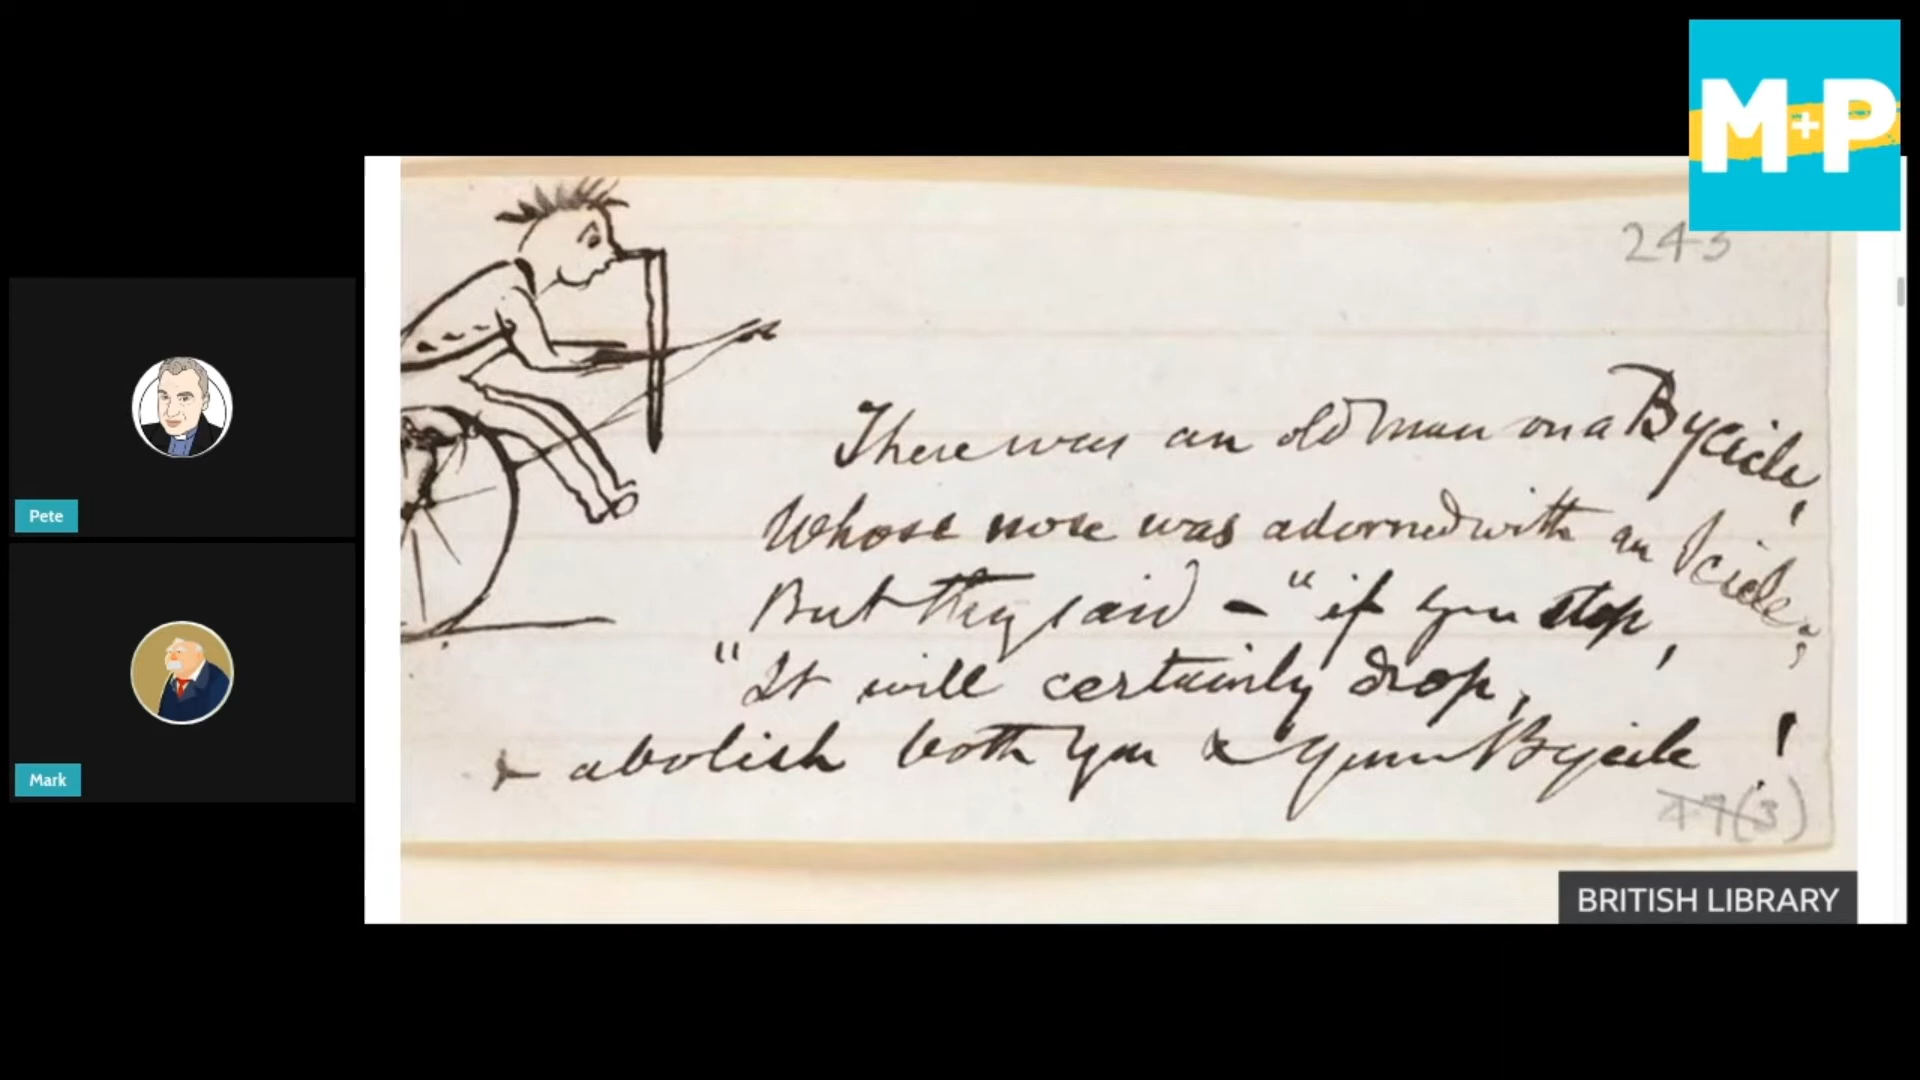 M+P
243
There was an old man on a Bycicle,
Whose nose was adorned with an Icicle;
But they said – "if you stop,
"It will certainly drop,
& abolish both you & your Bycicle!
47(3)
BRITISH LIBRARY
Pete
Mark